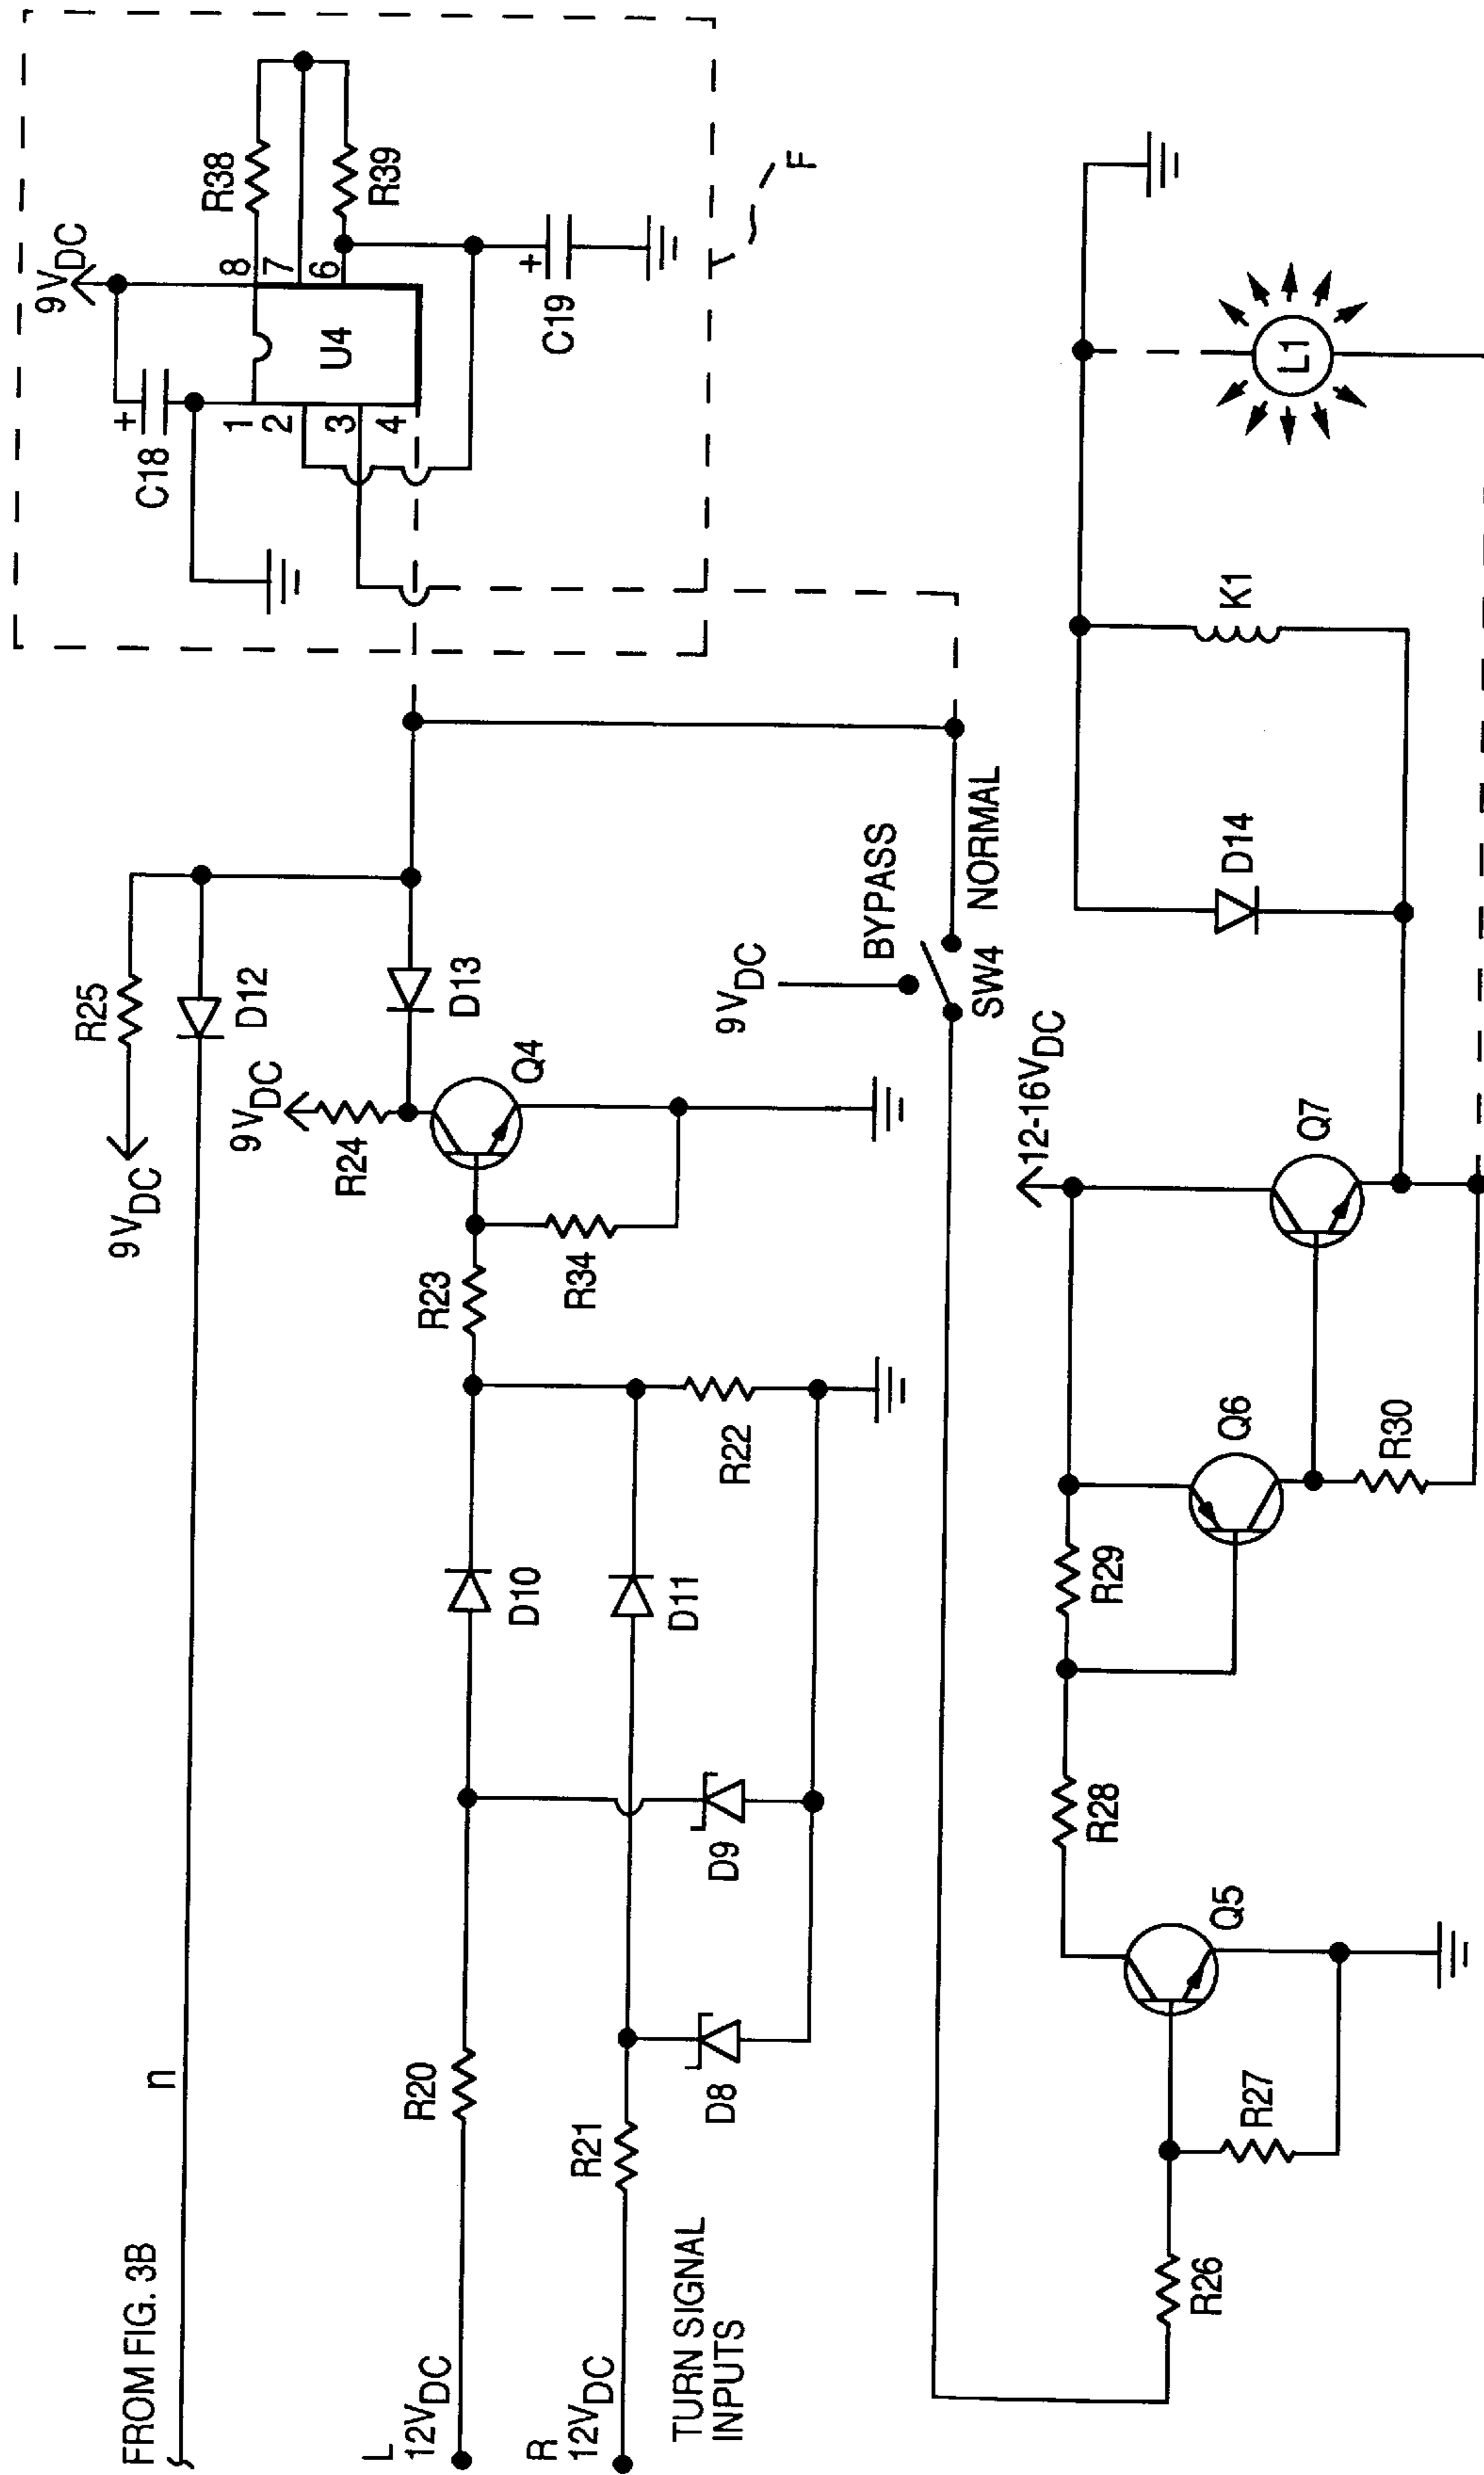 FROM FIG. 3B
n
9VDC
R25
D12
9VDC
R24
D13
Q4
R23
R34
L
12VDC
R20
D10
R
12VDC
R21
D11
TURN SIGNAL
INPUTS
D8
D9
R22
9VDC
BYPASS
SW4
NORMAL
9VDC
+
C18
R38
8
7
6
R39
U4
1
2
3
4
+
C19
F
R26
R27
Q5
R28
R29
Q6
R30
12-16VDC
Q7
D14
K1
L1